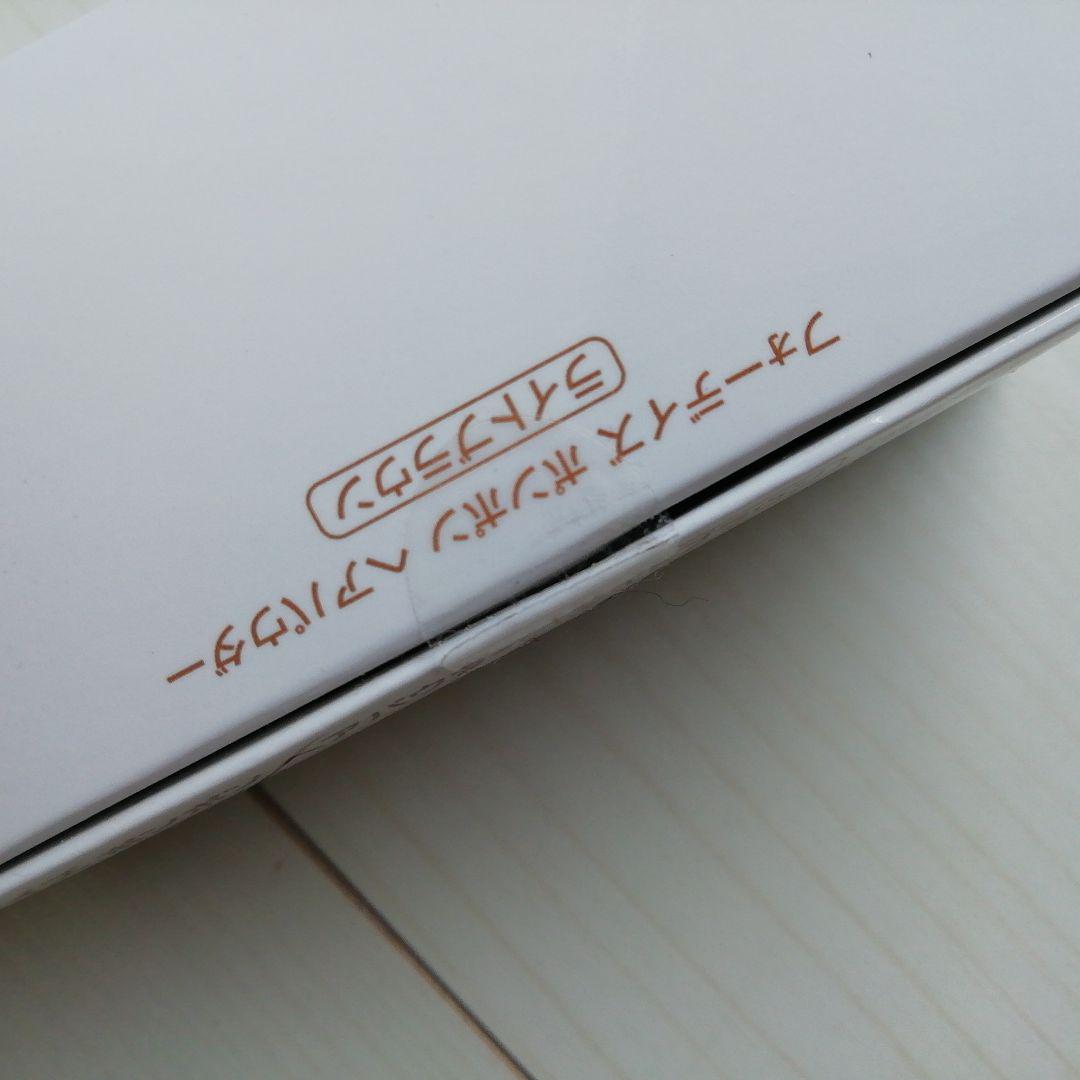 フォーデイズ ポンポン ヘアパウダー
ライトブラウン